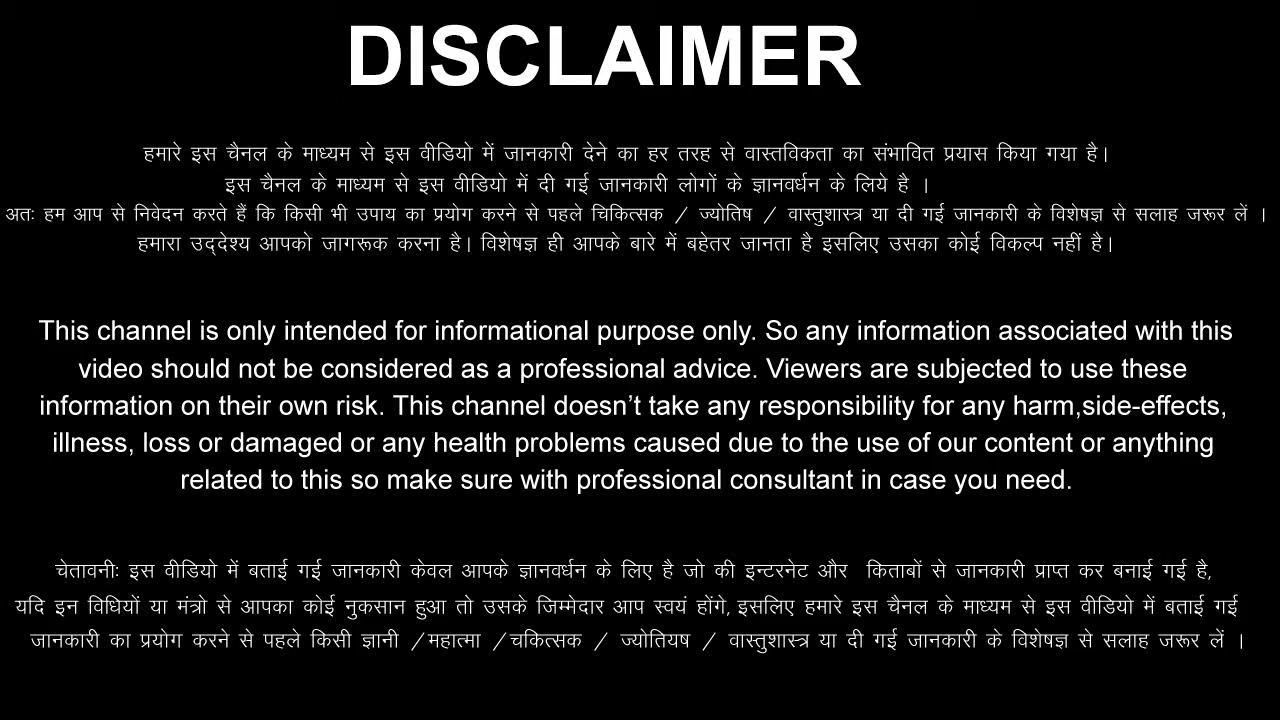 DISCLAIMER
हमारे इस चैनल के माध्यम से इस वीडियो में जानकारी देने का हर तरह से वास्तविकता का संभावित प्रयास किया गया है।
इस चैनल के माध्यम से इस वीडियो में दी गई जानकारी लोगों के ज्ञानवर्धन के लिये है ।
अतः हम आप से निवेदन करते हैं कि किसी भी उपाय का प्रयोग करने से पहले चिकित्सक / ज्योतिष / वास्तुशास्त्र या दी गई जानकारी के विशेषज्ञ से सलाह जरूर लें ।
हमारा उद्देश्य आपको जागरूक करना है। विशेषज्ञ ही आपके बारे में बहेतर जानता है इसलिए उसका कोई विकल्प नहीं है।
This channel is only intended for informational purpose only. So any information associated with this
video should not be considered as a professional advice. Viewers are subjected to use these
information on their own risk. This channel doesn’t take any responsibility for any harm,side-effects,
illness, loss or damaged or any health problems caused due to the use of our content or anything
related to this so make sure with professional consultant in case you need.
चेतावनीः इस वीडियो में बताई गई जानकारी केवल आपके ज्ञानवर्धन के लिए है जो की इन्टरनेट और किताबों से जानकारी प्राप्त कर बनाई गई है,
यदि इन विधियों या मंत्रो से आपका कोई नुकसान हुआ तो उसके जिम्मेदार आप स्वयं होंगे, इसलिए हमारे इस चैनल के माध्यम से इस वीडियो में बताई गई
जानकारी का प्रयोग करने से पहले किसी ज्ञानी /महात्मा /चकित्सक / ज्योतियष / वास्तुशास्त्र या दी गई जानकारी के विशेषज्ञ से सलाह जरूर लें ।